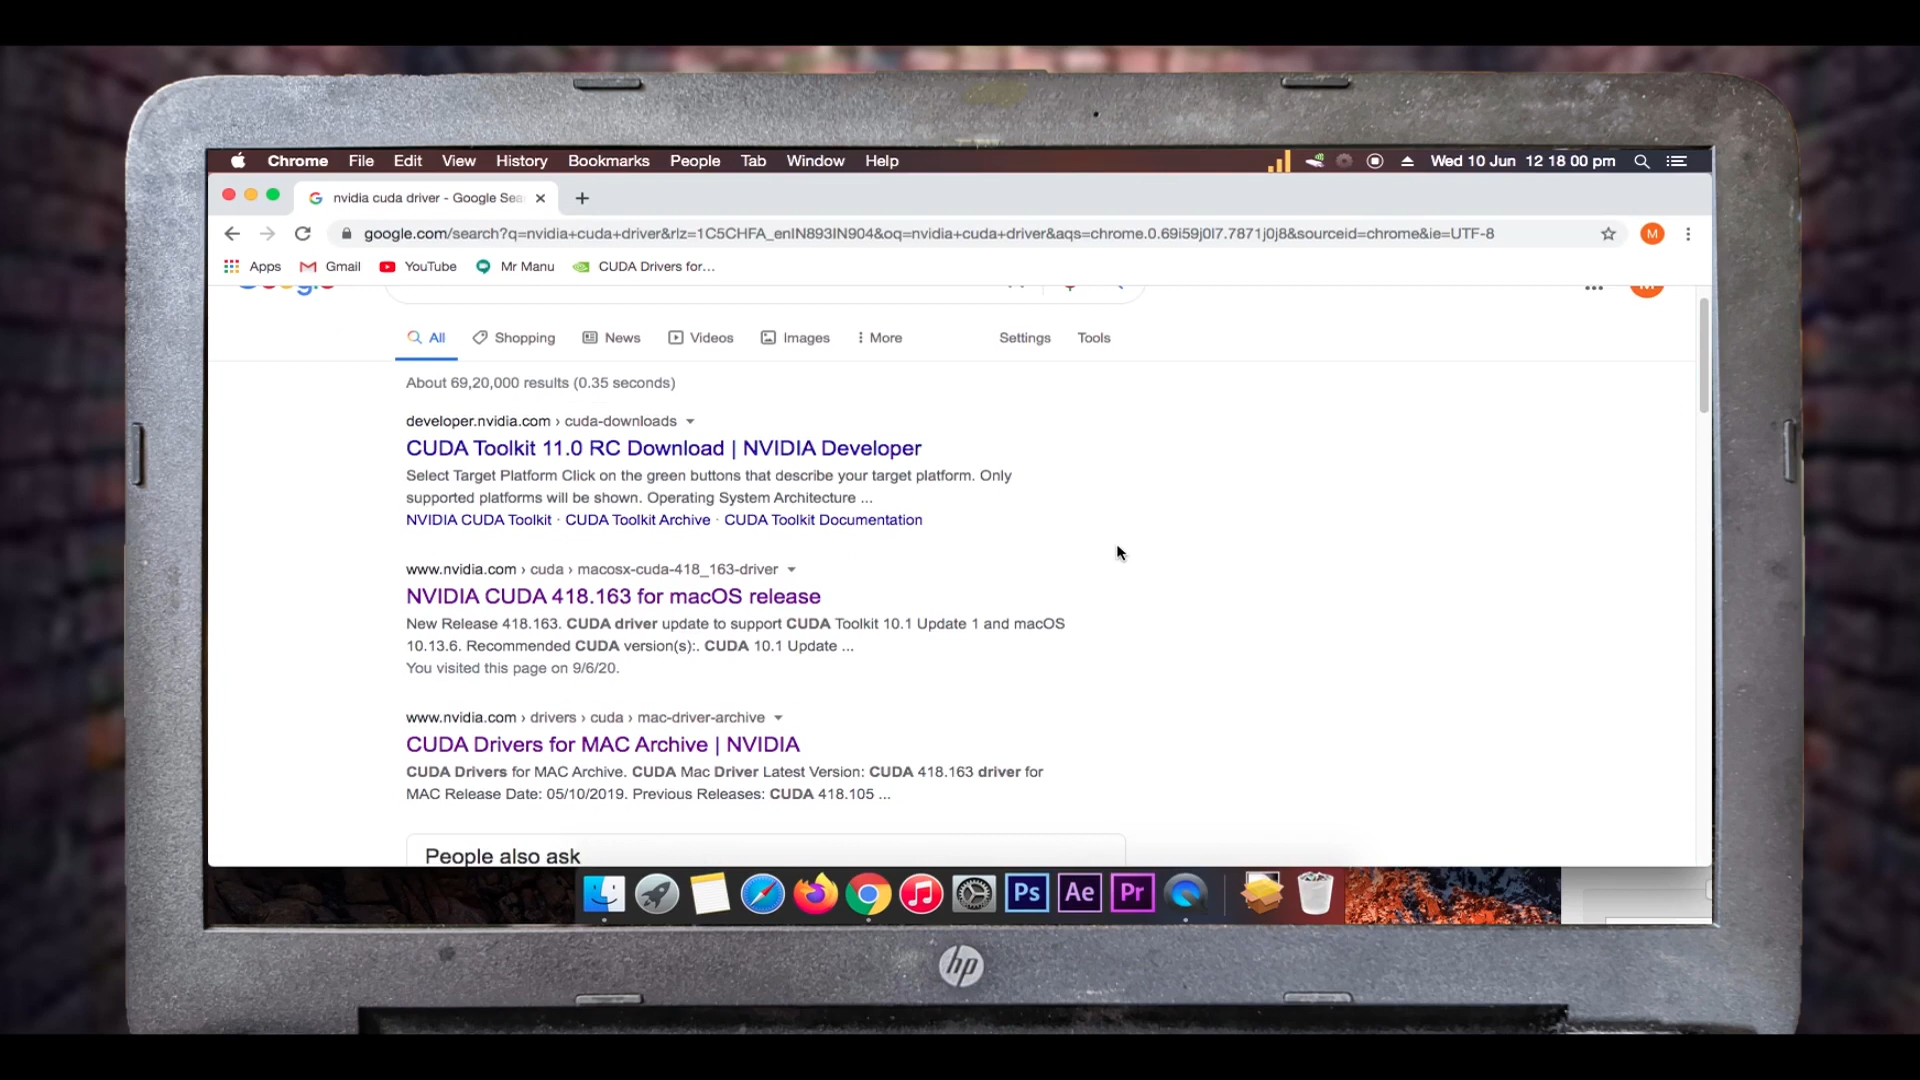 Chrome File Edit View History Bookmarks People Tab Window Help Wed 10 Jun 12 18 00 pm
nvidia cuda driver - Google Sea
google.com/search?q=nvidia+cuda+driver&rlz=1C5CHFA_enIN893IN904&oq=nvidia+cuda+driver&aqs=chrome.0.69i59j0l7.7871j0j8&sourceid=chrome&ie=UTF-8 M
Apps Gmail YouTube Mr Manu CUDA Drivers for...
All Shopping News Videos Images More Settings Tools
About 69,20,000 results (0.35 seconds)
developer.nvidia.com › cuda-downloads
CUDA Toolkit 11.0 RC Download | NVIDIA Developer
Select Target Platform Click on the green buttons that describe your target platform. Only
supported platforms will be shown. Operating System Architecture ...
NVIDIA CUDA Toolkit · CUDA Toolkit Archive · CUDA Toolkit Documentation
www.nvidia.com › cuda › macosx-cuda-418_163-driver
NVIDIA CUDA 418.163 for macOS release
New Release 418.163. CUDA driver update to support CUDA Toolkit 10.1 Update 1 and macOS
10.13.6. Recommended CUDA version(s):. CUDA 10.1 Update ...
You visited this page on 9/6/20.
www.nvidia.com › drivers › cuda › mac-driver-archive
CUDA Drivers for MAC Archive | NVIDIA
CUDA Drivers for MAC Archive. CUDA Mac Driver Latest Version: CUDA 418.163 driver for
MAC Release Date: 05/10/2019. Previous Releases: CUDA 418.105 ...
People also ask
Ps Ae Pr
hp